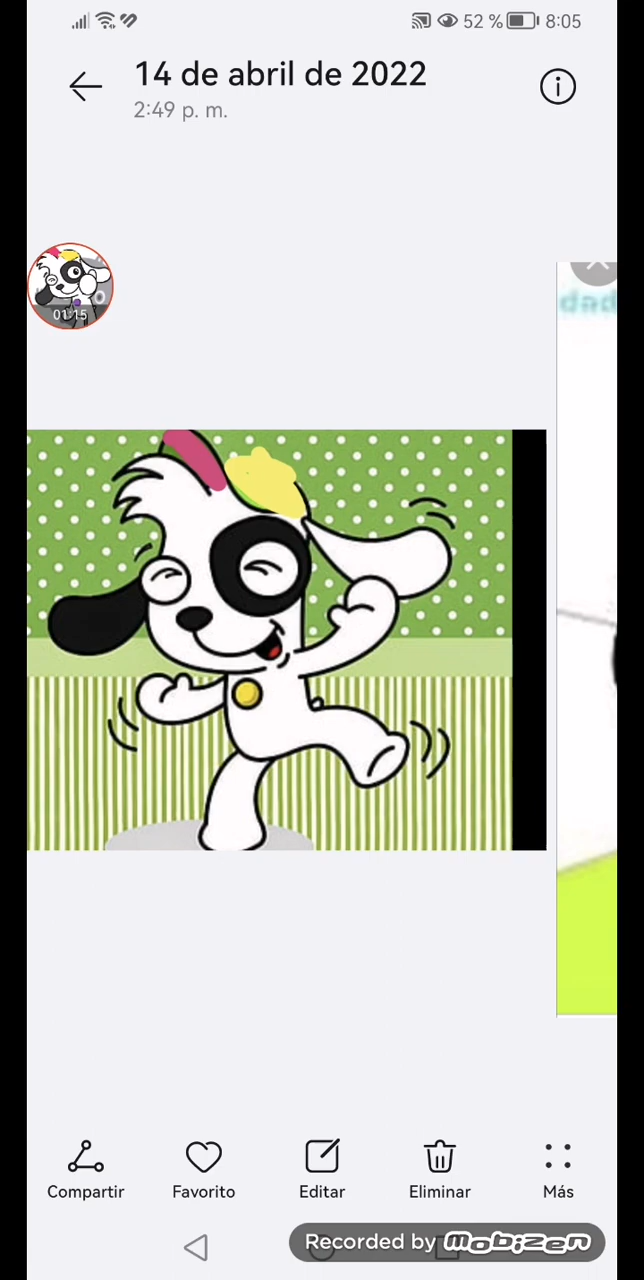 52 % 8:05
14 de abril de 2022
2:49 p. m.
01:15
Compartir Favorito Editar Eliminar Más
Recorded by mobizen